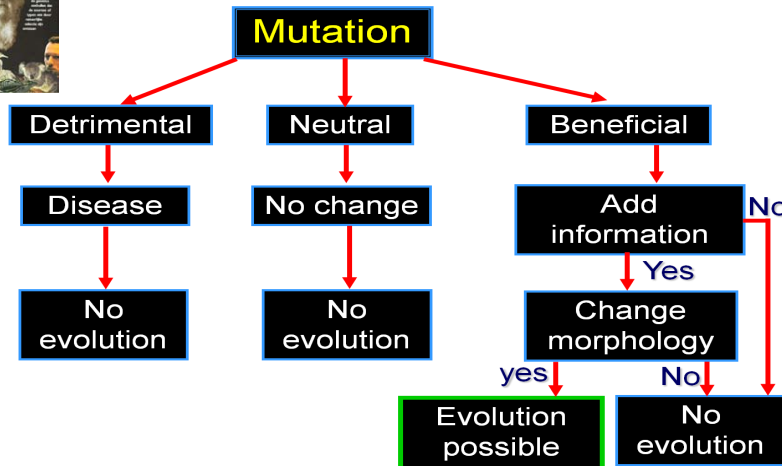 Mutation
Detrimental
Neutral
Beneficial
Disease
No change
Add
information
No
Yes
No
evolution
No
evolution
Change
morphology
yes
No
Evolution
possible
No
evolution